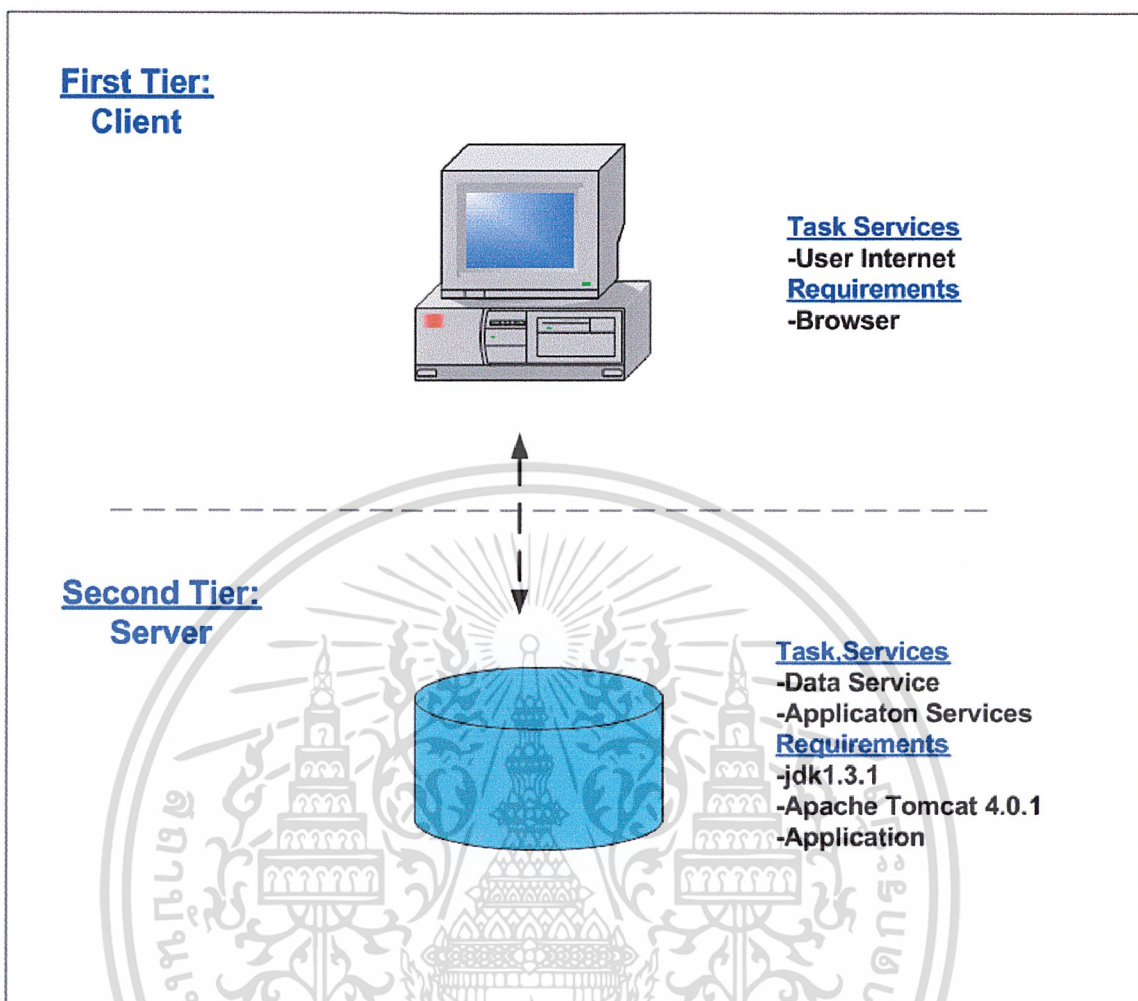 First Tier:
Client
Task Services
-User Internet
Requirements
-Browser
Second Tier:
Server
Task,Services
-Data Service
-Applicaton Services
Requirements
-jdk1.3.1
-Apache Tomcat 4.0.1
-Application